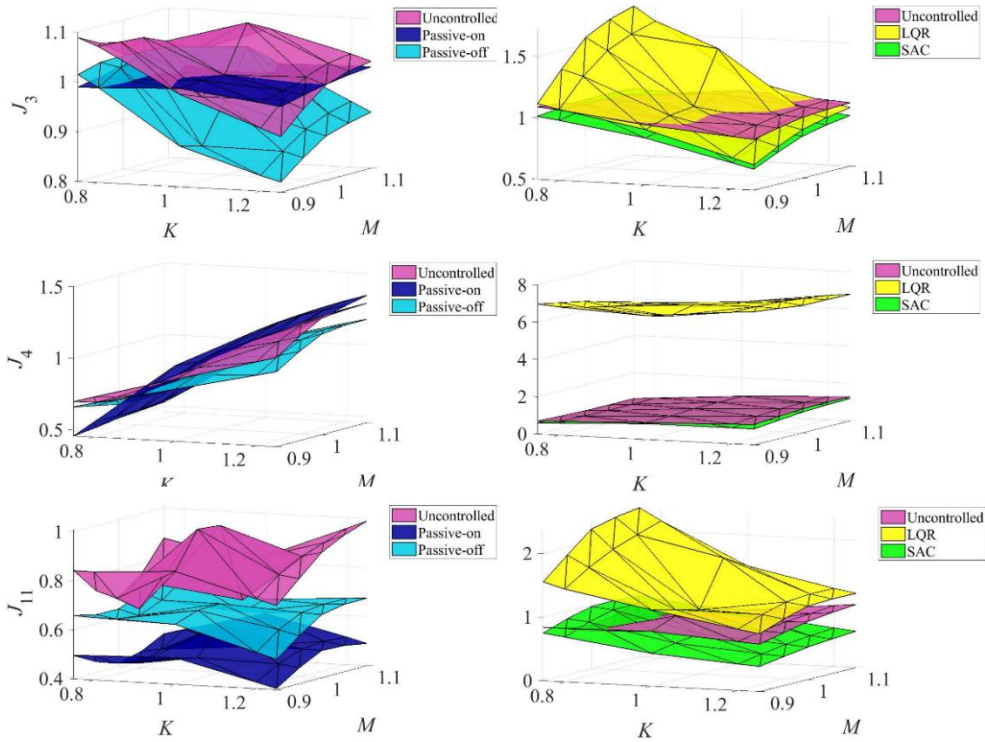 Uncontrolled
Passive-on
Passive-off
1.1
1
0.9
0.8
J3
0.8
1
1.2
K
0.9
1
1.1
M
Uncontrolled
LQR
SAC
1.5
1
0.5
0.8
1
1.2
K
0.9
1
1.1
M
Uncontrolled
Passive-on
Passive-off
1.5
1
0.5
J4
0.8
1
1.2
K
0.9
1
1.1
M
Uncontrolled
LQR
SAC
8
6
4
2
0
0.8
1
1.2
K
0.9
1
1.1
M
Uncontrolled
Passive-on
Passive-off
1
0.8
0.6
0.4
J11
0.8
1
1.2
K
0.9
1
1.1
M
Uncontrolled
LQR
SAC
2
1
0
0.8
1
1.2
K
0.9
1
1.1
M